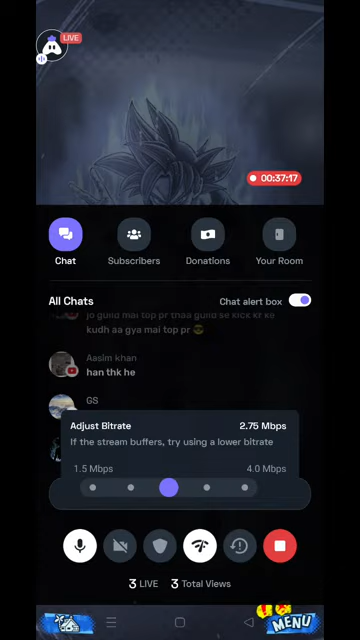 LIVE
00:37:17
Chat
Subscribers
Donations
Your Room
All Chats
Chat alert box
jo guild mai top pr thaa guild se kick kr ke
kudh aa gya mai top pr 😎
Aasim khan
han thk he
GS
Adjust Bitrate
2.75 Mbps
If the stream buffers, try using a lower bitrate
1.5 Mbps
4.0 Mbps
3 LIVE
3 Total Views
MENU